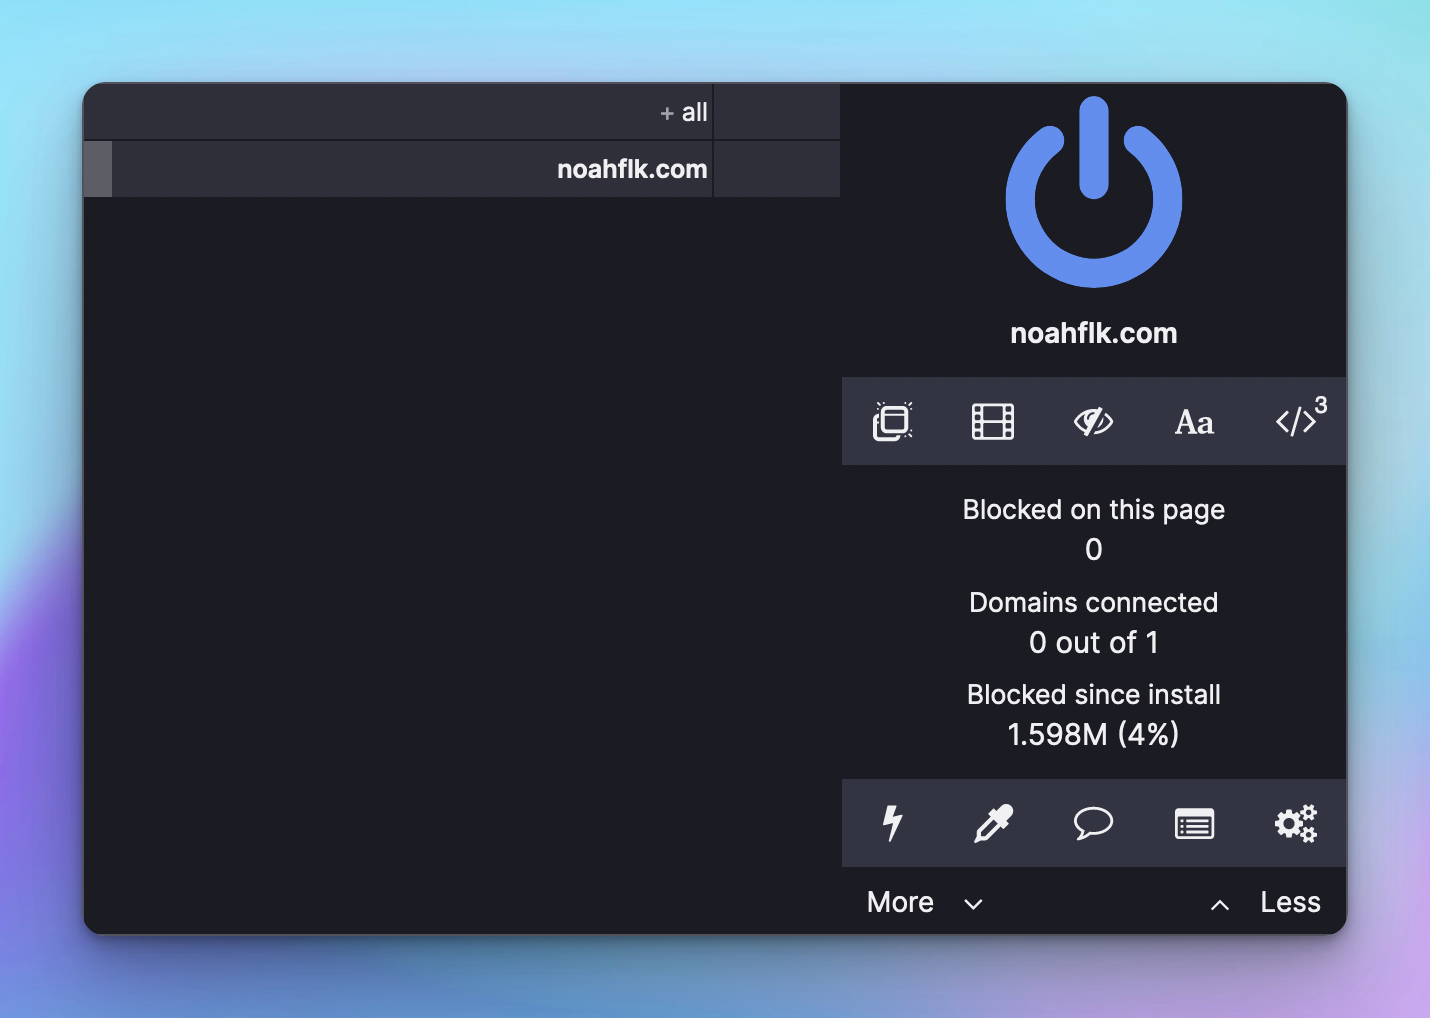 + all
noahflk.com
noahflk.com
Aa
</>3
Blocked on this page
0
Domains connected
0 out of 1
Blocked since install
1.598M (4%)
More
Less